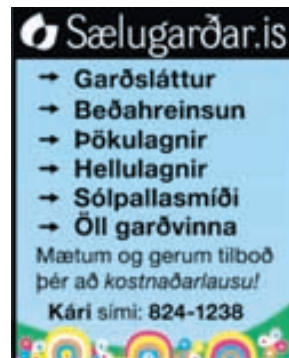 Sælugarðar.is
→ Garðsláttur
→ Beðahreinsun
→ Þökulagnir
→ Hellulagnir
→ Sólpallasmíði
→ Öll garðvinna
Mætum og gerum tilboð
þér að kostnaðarlausu!
Kári sími: 824-1238